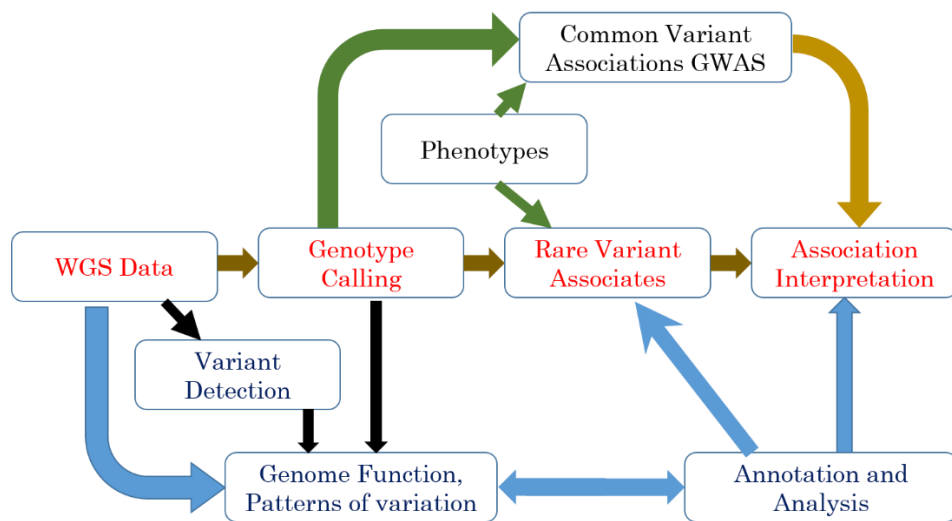 Common Variant
Associations GWAS
Phenotypes
WGS Data
Genotype
Calling
Rare Variant
Associates
Association
Interpretation
Variant
Detection
Genome Function,
Patterns of variation
Annotation and
Analysis